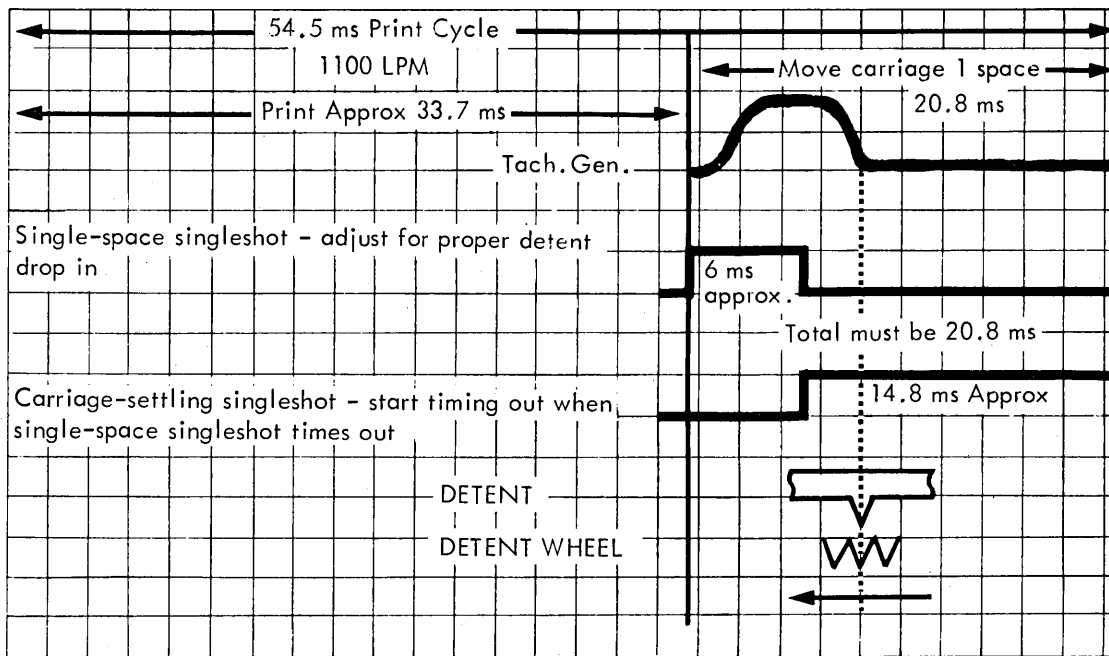 54.5 ms Print Cycle
1100 LPM
Move carriage 1 space
20.8 ms
Print Approx 33.7 ms
Tach.Gen.
Single-space singleshot - adjust for proper detent
drop in
6 ms
approx.
Total must be 20.8 ms
14.8 ms Approx
Carriage-settling singleshot - start timing out when
single-space singleshot times out
DETENT
DETENT WHEEL